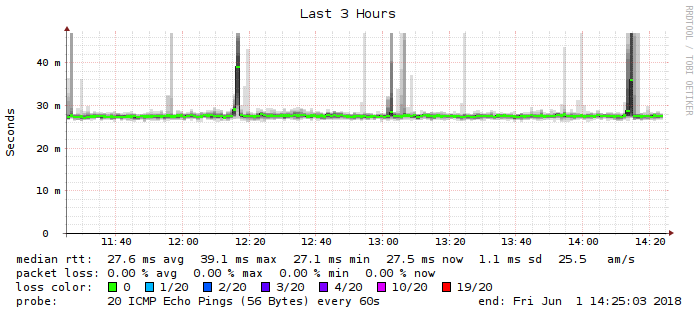 Last 3 Hours
RRDTOOL / TOBI OETIKER
Seconds
40 m
30 m
20 m
10 m
0
11:40 12:00 12:20 12:40 13:00 13:20 13:40 14:00 14:20
median rtt: 27.6 ms avg 39.1 ms max 27.1 ms min 27.5 ms now 1.1 ms sd 25.5 am/s
packet loss: 0.00 % avg 0.00 % max 0.00 % min 0.00 % now
loss color: 0 1/20 2/20 3/20 4/20 10/20 19/20
probe: 20 ICMP Echo Pings (56 Bytes) every 60s end: Fri Jun 1 14:25:03 2018